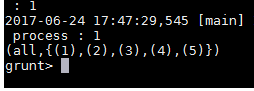 : 1
2017-06-24 17:47:29,545 [main]
process : 1
(all,{(1),(2),(3),(4),(5)})
grunt>